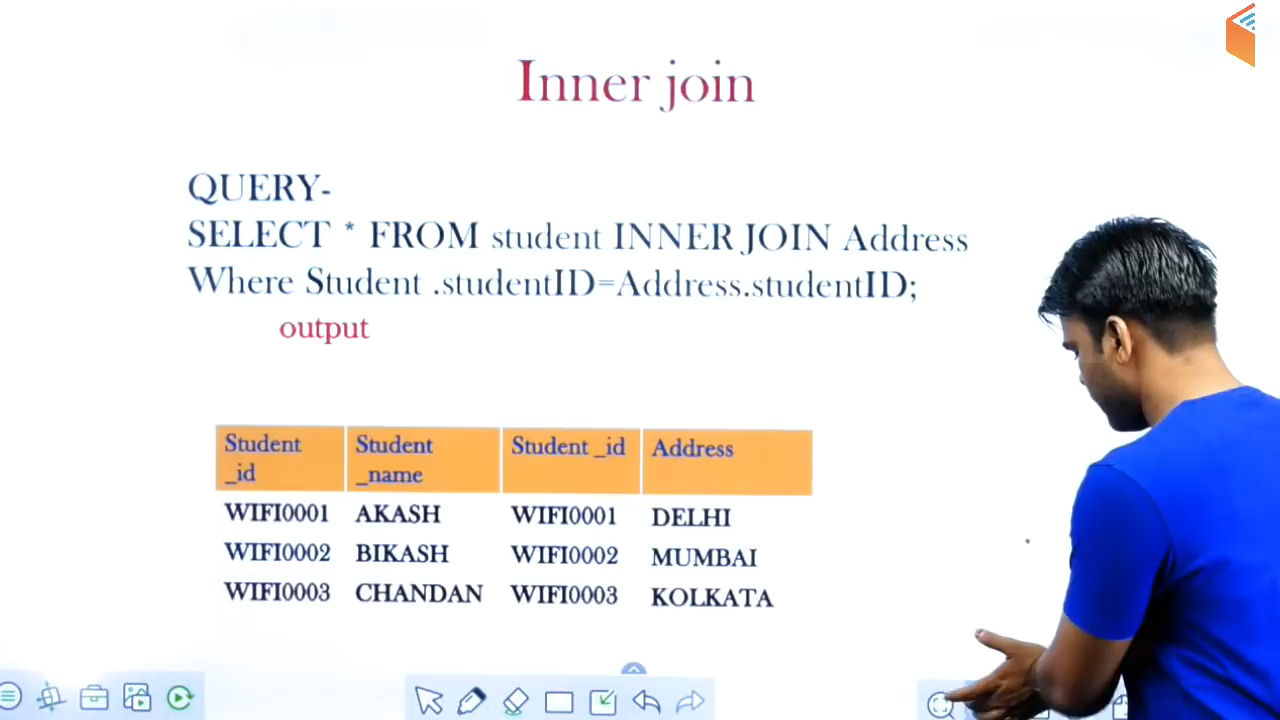 Inner join
QUERY-
SELECT * FROM student INNER JOIN Address
Where Student .studentID=Address.studentID;
output
Student _id Student _name Student _id Address
WIFI0001 AKASH WIFI0001 DELHI
WIFI0002 BIKASH WIFI0002 MUMBAI
WIFI0003 CHANDAN WIFI0003 KOLKATA